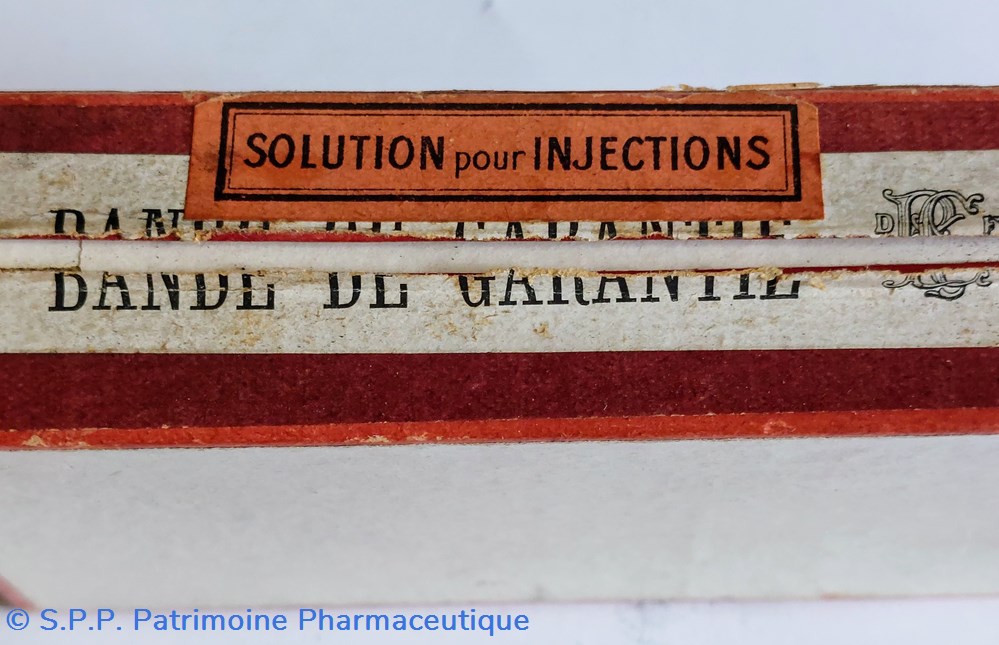 SOLUTION pour INJECTIONS
BANDE DE GARANTIE
© S.P.P. Patrimoine Pharmaceutique